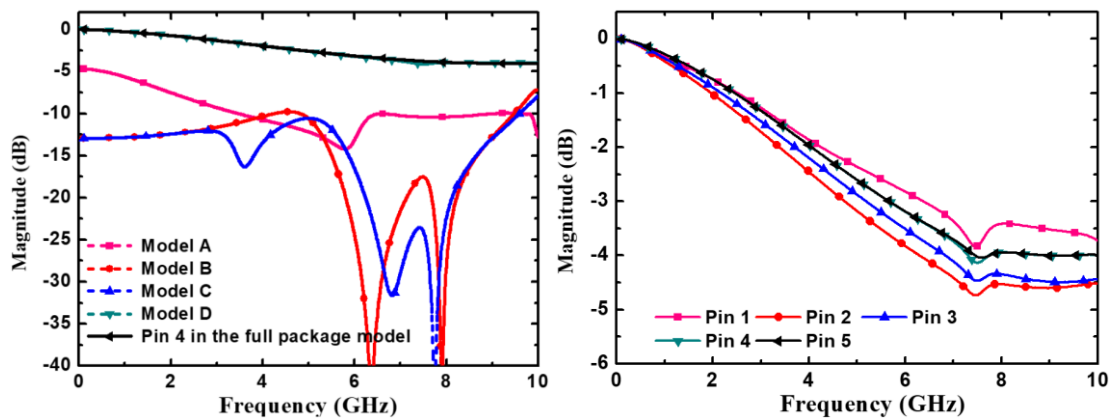 0
-5
-10
-15
-20
-25
-30
-35
-40
Magnitude (dB)
Model A
Model B
Model C
Model D
Pin 4 in the full package model
0 2 4 6 8 10
Frequency (GHz)
0
-1
-2
-3
-4
-5
-6
Magnitude (dB)
Pin 1 Pin 2 Pin 3
Pin 4 Pin 5
0 2 4 6 8 10
Frequency (GHz)